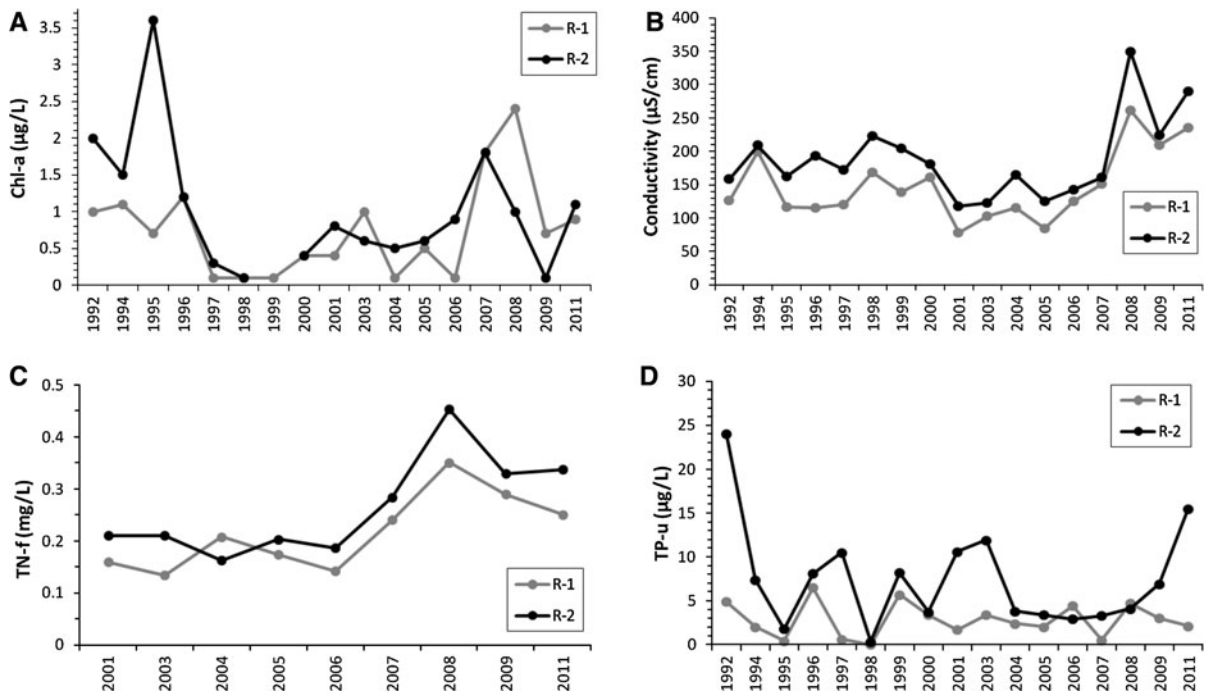 A
Chl-a (µg/L)
3.5
3
2.5
2
1.5
1
0.5
0
R-1
R-2
1992 1994 1995 1996 1997 1998 1999 2000 2001 2003 2004 2005 2006 2007 2008 2009 2011
B
Conductivity (µS/cm)
400
350
300
250
200
150
100
50
0
R-1
R-2
1992 1994 1995 1996 1997 1998 1999 2000 2001 2003 2004 2005 2006 2007 2008 2009 2011
C
TN-f (mg/L)
0.5
0.4
0.3
0.2
0.1
0
R-1
R-2
2001 2003 2004 2005 2006 2007 2008 2009 2011
D
TP-u (µg/L)
30
25
20
15
10
5
0
R-1
R-2
1992 1994 1995 1996 1997 1998 1999 2000 2001 2003 2004 2005 2006 2007 2008 2009 2011